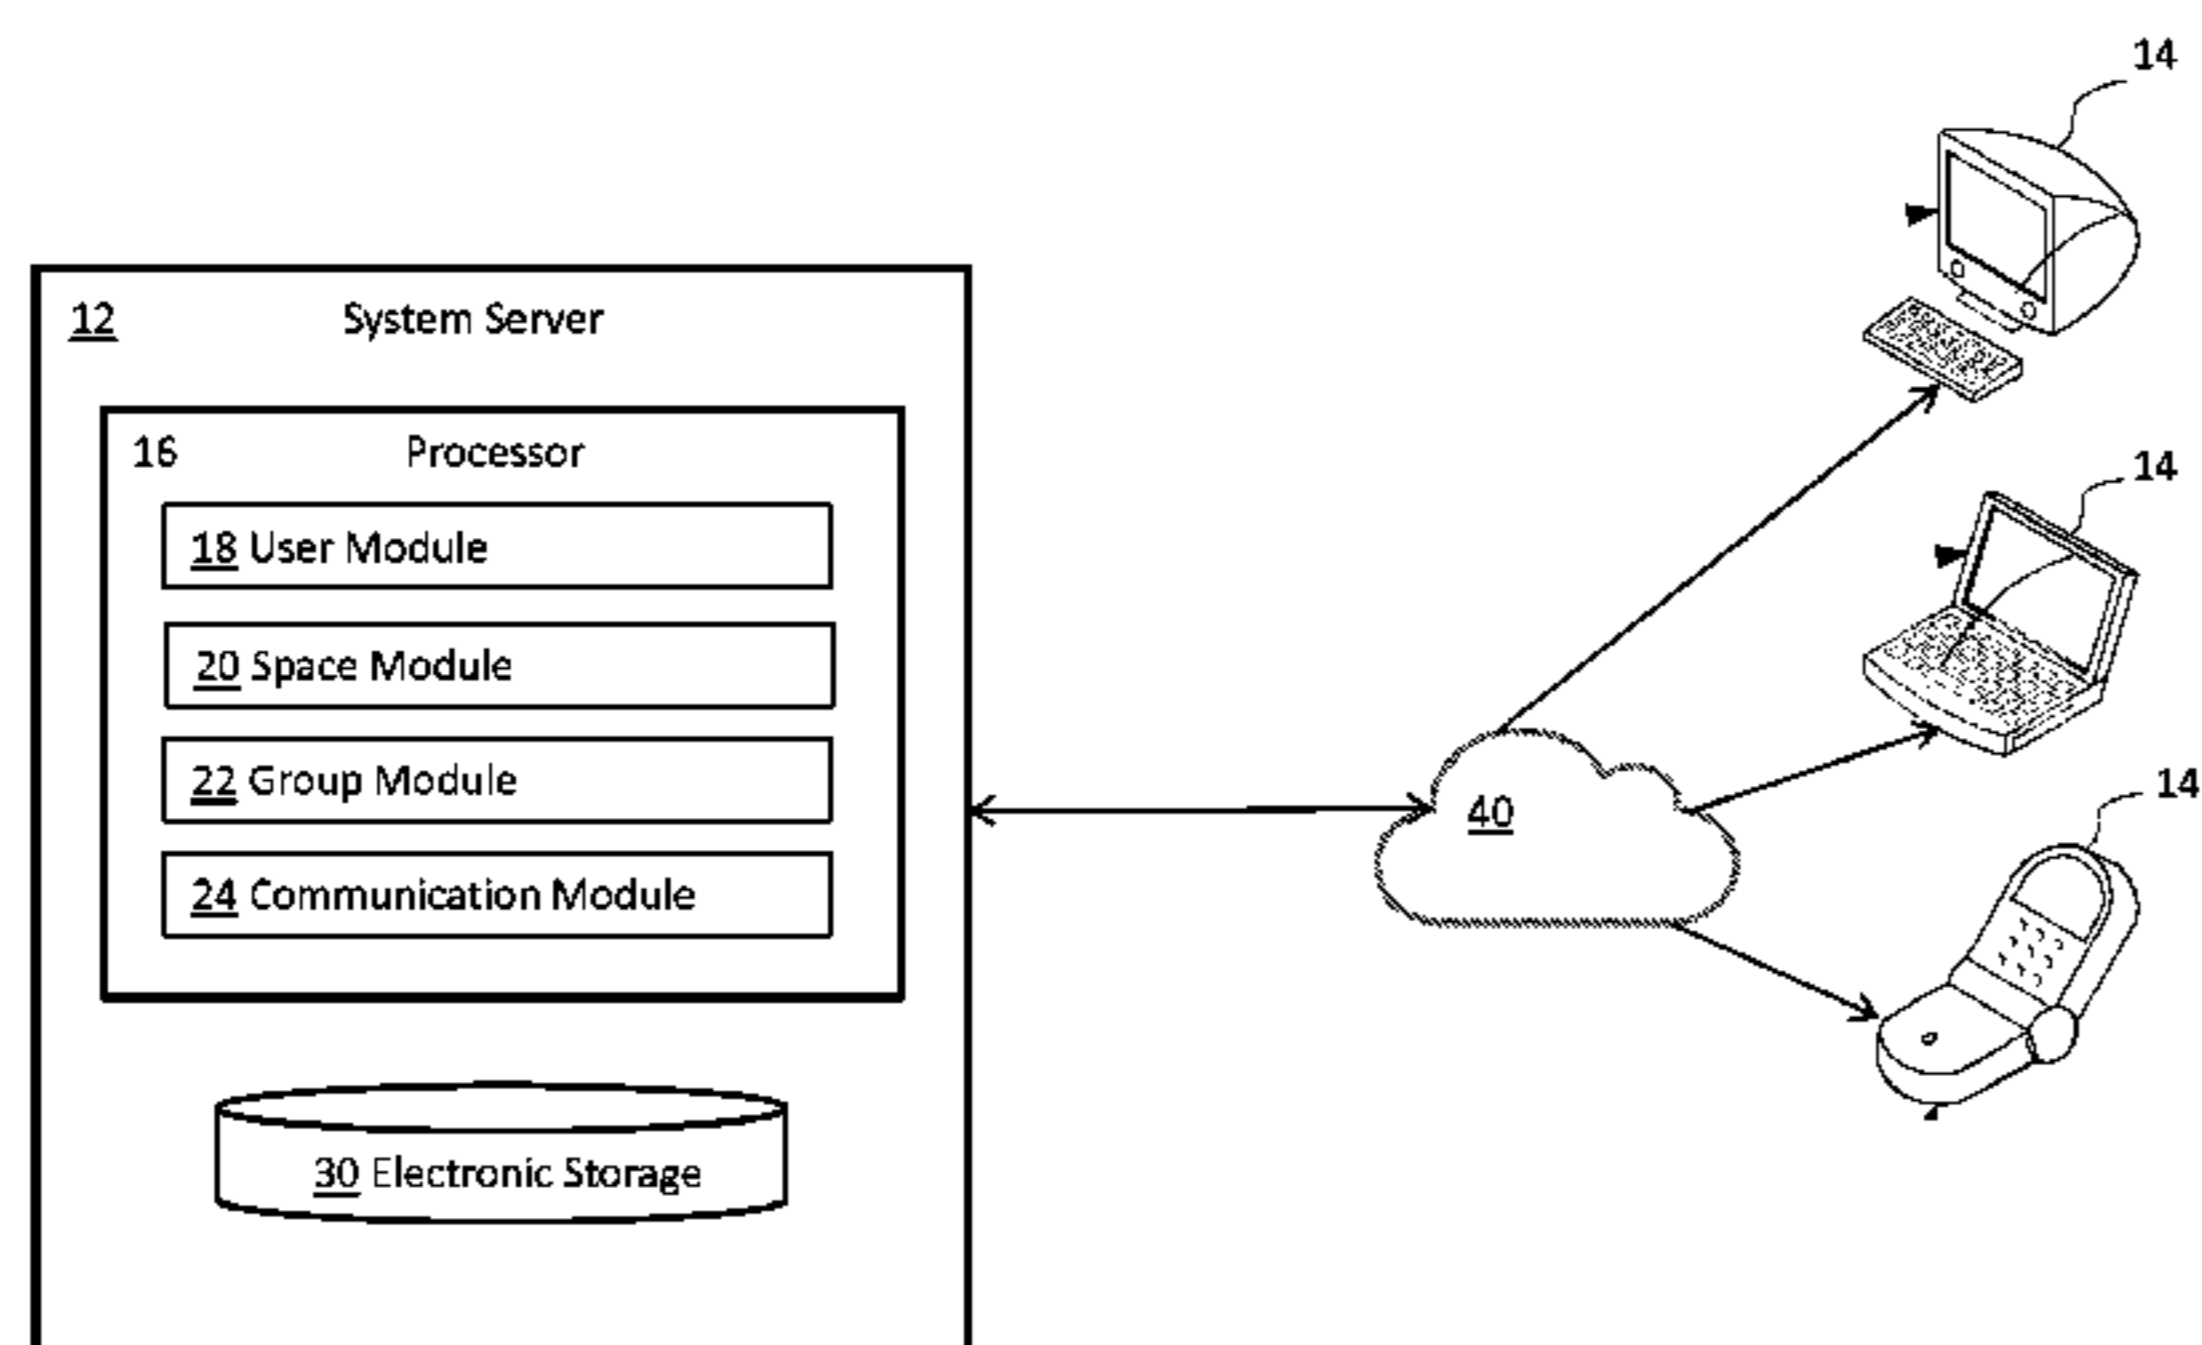 12 System Server
16 Processor
18 User Module
20 Space Module
22 Group Module
24 Communication Module
30 Electronic Storage
40
14
14
14